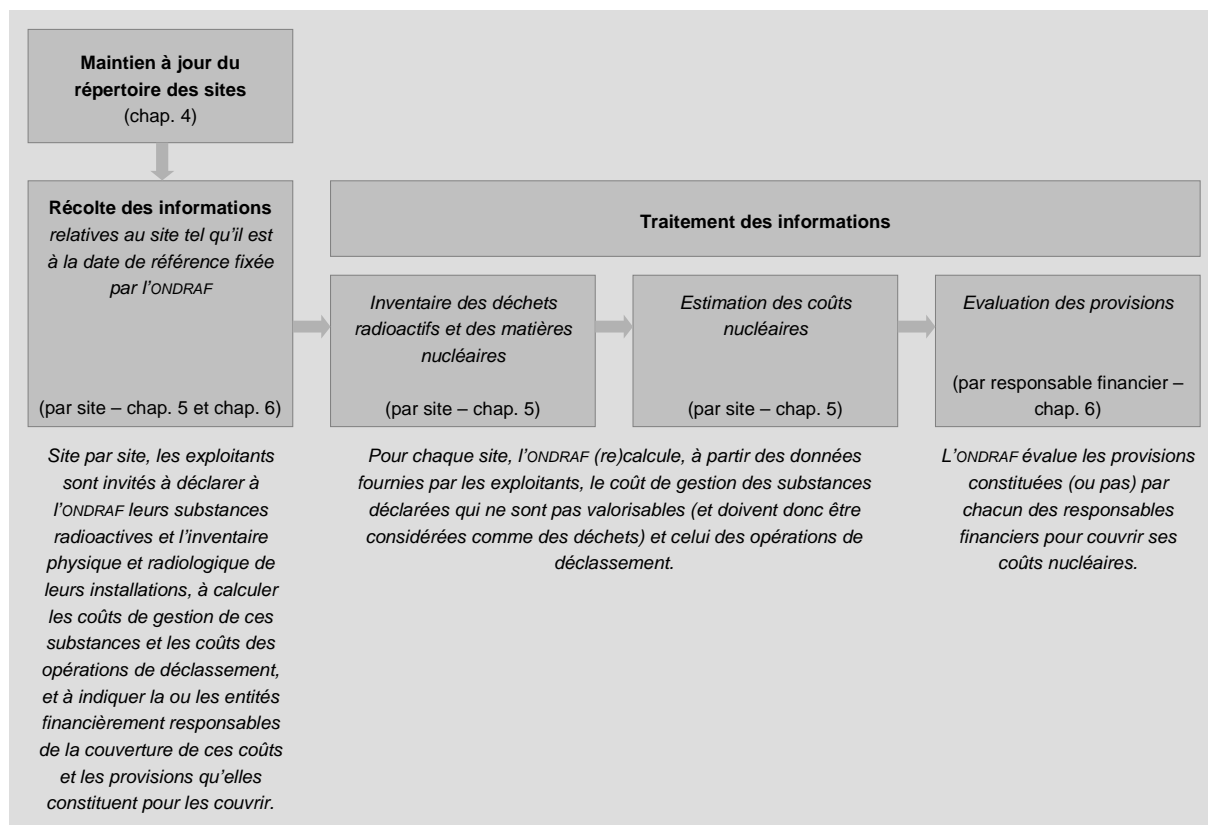 Maintien à jour du
répertoire des sites
(chap. 4)
Récolte des informations
relatives au site tel qu'il est
à la date de référence fixée
par l'ONDRAF
(par site – chap. 5 et chap. 6)
Traitement des informations
Inventaire des déchets
radioactifs et des matières
nucléaires
(par site – chap. 5)
Estimation des coûts
nucléaires
(par site – chap. 5)
Evaluation des provisions
(par responsable financier –
chap. 6)
Site par site, les exploitants
sont invités à déclarer à
l'ONDRAF leurs substances
radioactives et l'inventaire
physique et radiologique de
leurs installations, à calculer
les coûts de gestion de ces
substances et les coûts des
opérations de déclassement,
et à indiquer la ou les entités
financièrement responsables
de la couverture de ces coûts
et les provisions qu'elles
constituent pour les couvrir.
Pour chaque site, l'ONDRAF (re)calcule, à partir des données
fournies par les exploitants, le coût de gestion des substances
déclarées qui ne sont pas valorisables (et doivent donc être
considérées comme des déchets) et celui des opérations de
déclassement.
L'ONDRAF évalue les provisions
constituées (ou pas) par
chacun des responsables
financiers pour couvrir ses
coûts nucléaires.